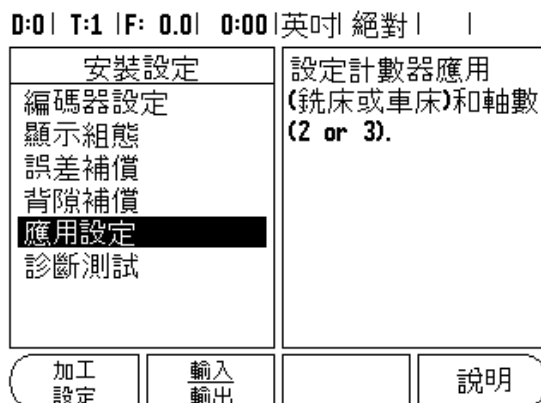 D:0 | T:1 | F: 0.0 | 0:00 | 英吋 | 絕對 | |
安裝設定
編碼器設定
顯示組態
誤差補償
背隙補償
應用設定
診斷測試
設定計數器應用
(銑床或車床)和軸數
(2 or 3).
加工
設定
輸入
輸出
說明